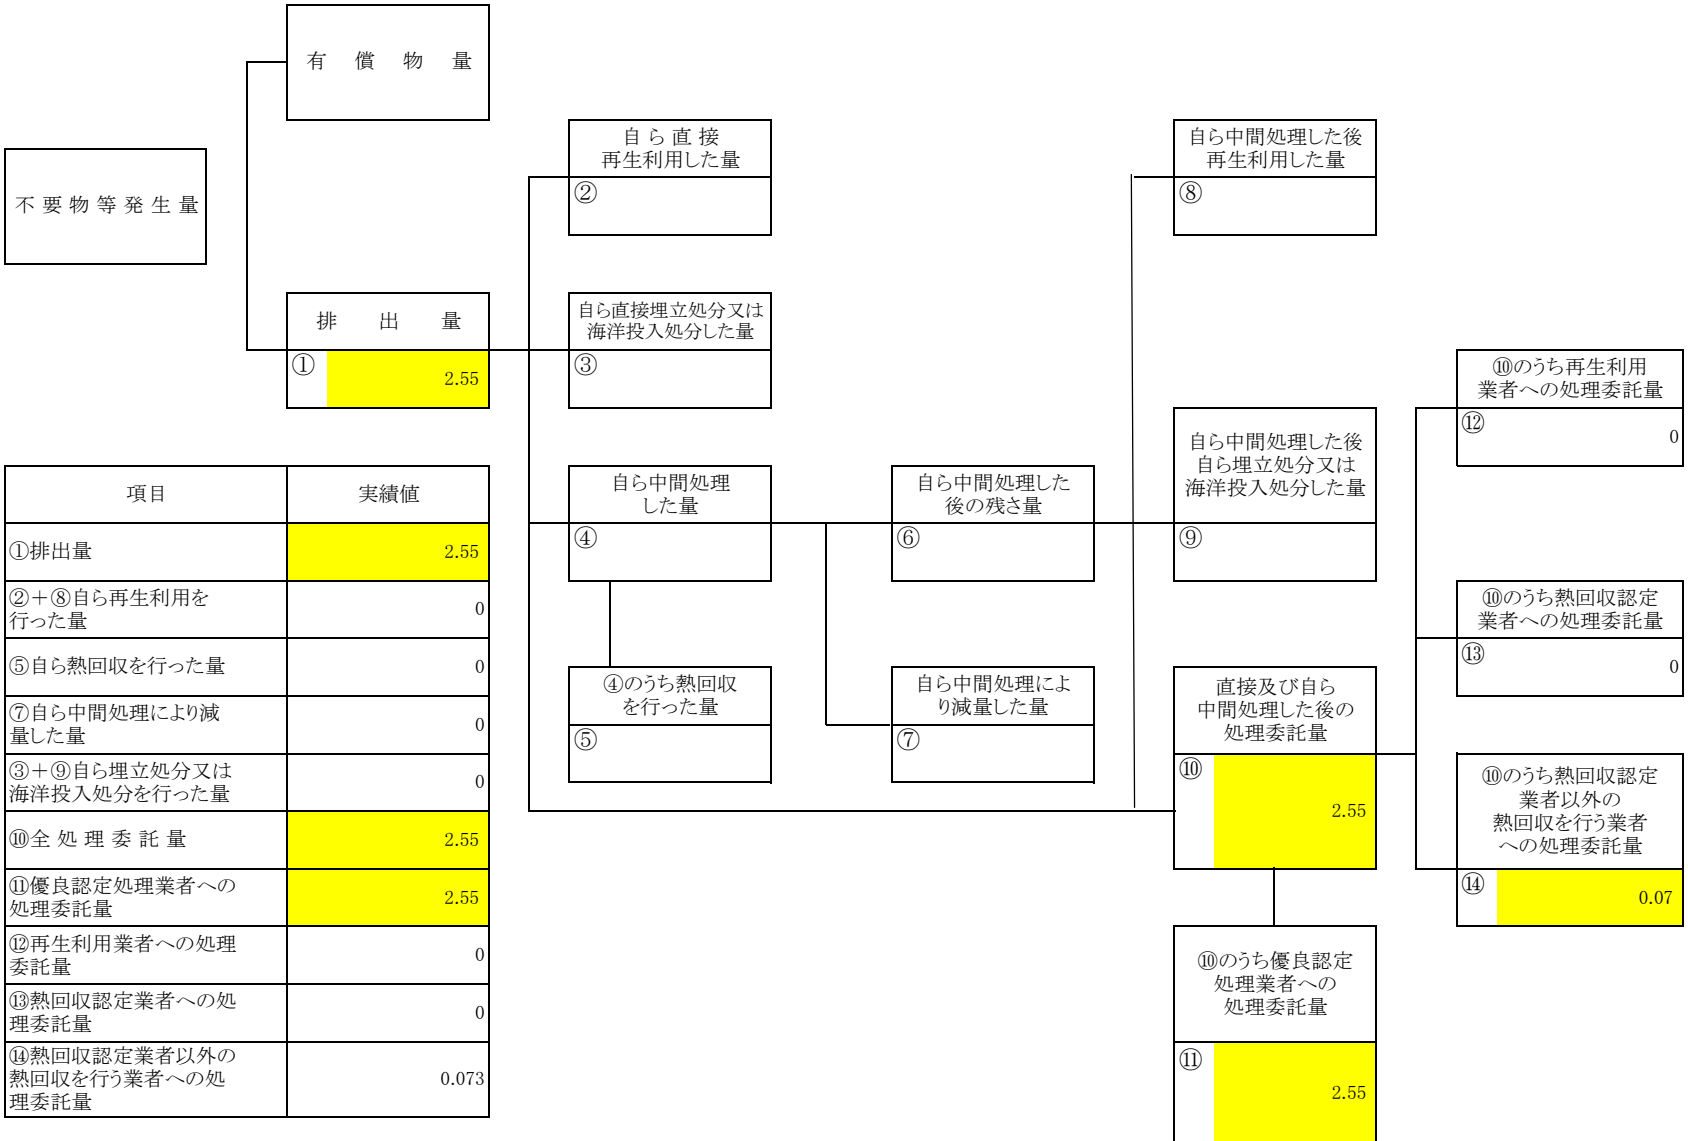 有 償 物 量
不 要 物 等 発 生 量
排 出 量
①
2.55
自 ら 直 接
再生利用した量
②
自ら直接埋立処分又は
海洋投入処分した量
③
自ら中間処理
した量
④
④のうち熱回収
を行った量
⑤
自ら中間処理した
後の残さ量
⑥
自ら中間処理によ
り減量した量
⑦
自ら中間処理した後
再生利用した量
⑧
自ら中間処理した後
自ら埋立処分又は
海洋投入処分した量
⑨
直接及び自ら
中間処理した後の
処理委託量
⑩
2.55
⑩のうち優良認定
処理業者への
処理委託量
⑪
2.55
⑩のうち再生利用
業者への処理委託量
⑫
0
⑩のうち熱回収認定
業者への処理委託量
⑬
0
⑩のうち熱回収認定
業者以外の
熱回収を行う業者
への処理委託量
⑭
0.07
項目 実績値
①排出量 2.55
②＋⑧自ら再生利用を
行った量
0
⑤自ら熱回収を行った量 0
⑦自ら中間処理により減
量した量
0
③＋⑨自ら埋立処分又は
海洋投入処分を行った量
0
⑩全 処 理 委 託 量 2.55
⑪優良認定処理業者への
処理委託量
2.55
⑫再生利用業者への処理
委託量
0
⑬熱回収認定業者への処
理委託量
0
⑭熱回収認定業者以外の
熱回収を行う業者への処
理委託量
0.073